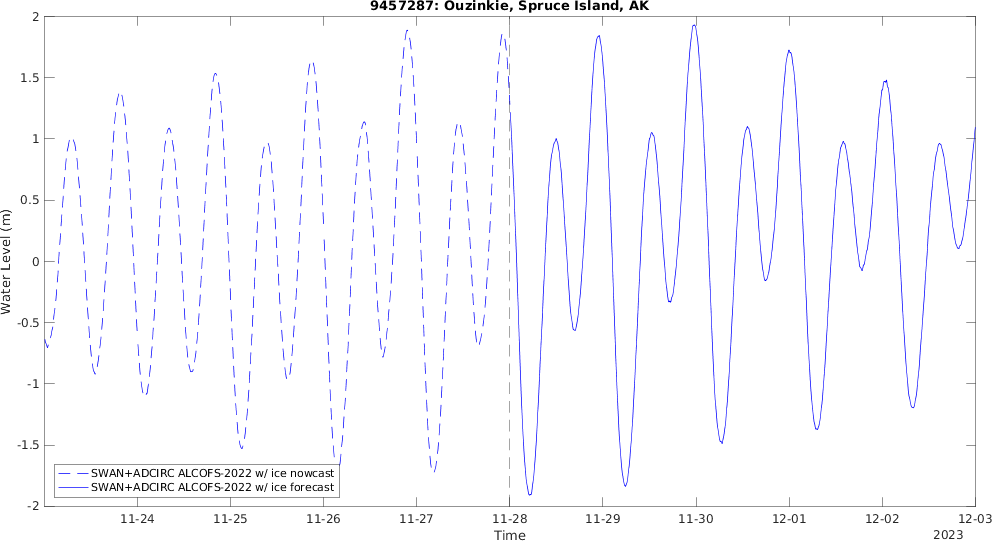 9457287: Ouzinkie, Spruce Island, AK
2
1.5
1
0.5
0
-0.5
-1
-1.5
-2
Water Level (m)
SWAN+ADCIRC ALCOFS-2022 w/ ice nowcast
SWAN+ADCIRC ALCOFS-2022 w/ ice forecast
11-24 11-25 11-26 11-27 11-28 11-29 11-30 12-01 12-02 12-03
Time
2023